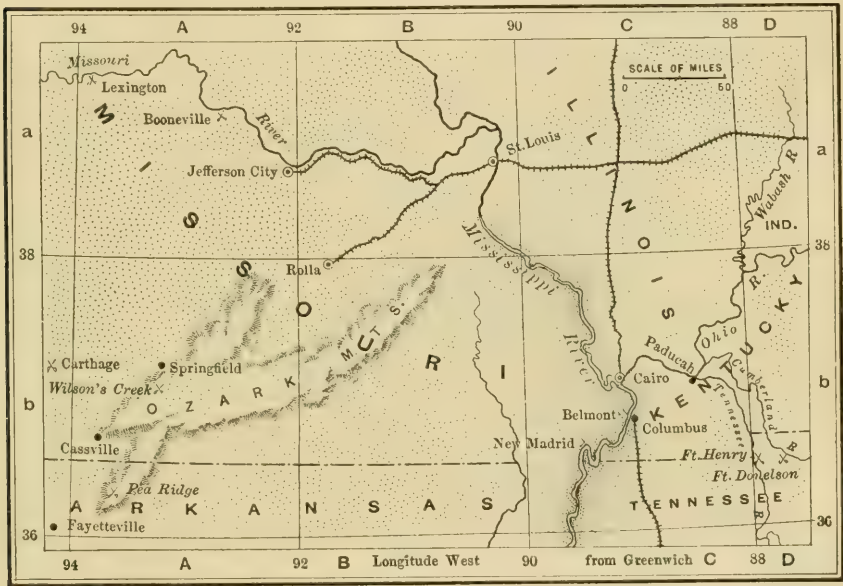 94 A 92 B 90 C 88 D
Missouri
Lexington
Booneville
River
Jefferson City
St. Louis
SCALE OF MILES
0 50
a
a
MISSOURI
ILLINOIS
Wabash R
IND.
38
38
Rolla
Mississippi
River
Ohio R.
KENTUCKY
OZARK MTS.
Carthage
Springfield
Wilson's Creek
Paducah
Cumberland R
Tennessee R
Cairo
b
b
Belmont
Columbus
Cassville
New Madrid
Ft. Henry
Ft. Donelson
Pea Ridge
ARKANSAS
TENNESSEE
Fayetteville
36
36
94 A 92 B Longitude West 90 from Greenwich C 88 D